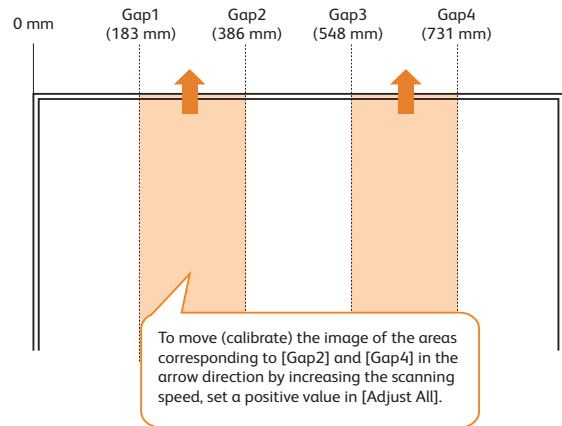 0 mm
Gap1
(183 mm)
Gap2
(386 mm)
Gap3
(548 mm)
Gap4
(731 mm)
To move (calibrate) the image of the areas
corresponding to [Gap2] and [Gap4] in the
arrow direction by increasing the scanning
speed, set a positive value in [Adjust All].